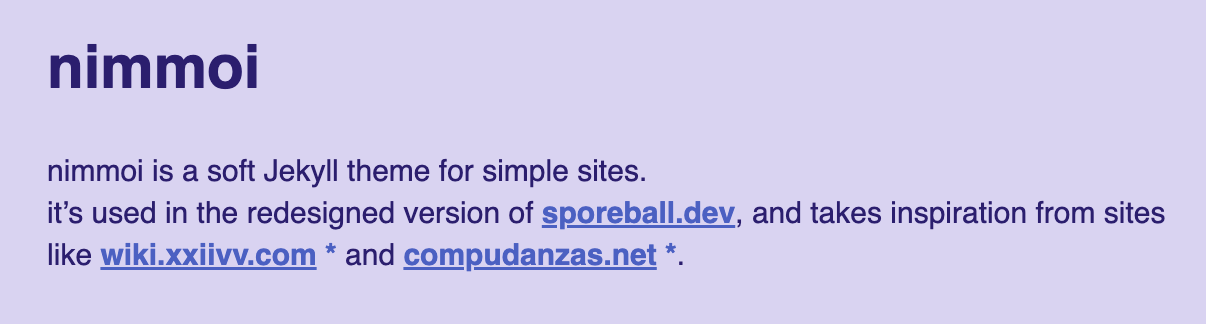 nimmoi
nimmoi is a soft Jekyll theme for simple sites.
it’s used in the redesigned version of sporeball.dev, and takes inspiration from sites
like wiki.xxiivv.com * and compudanzas.net *.